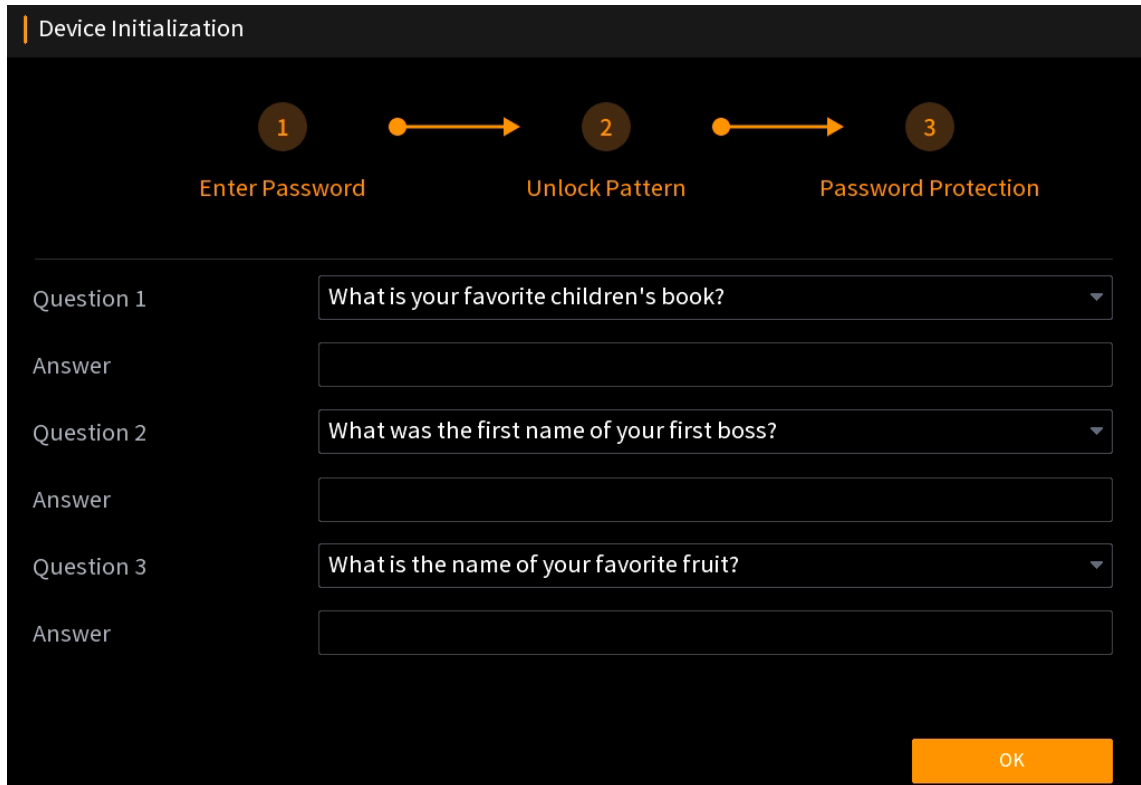 Device Initialization
1 2 3
Enter Password Unlock Pattern Password Protection
Question 1 What is your favorite children's book?
Answer
Question 2 What was the first name of your first boss?
Answer
Question 3 What is the name of your favorite fruit?
Answer
OK